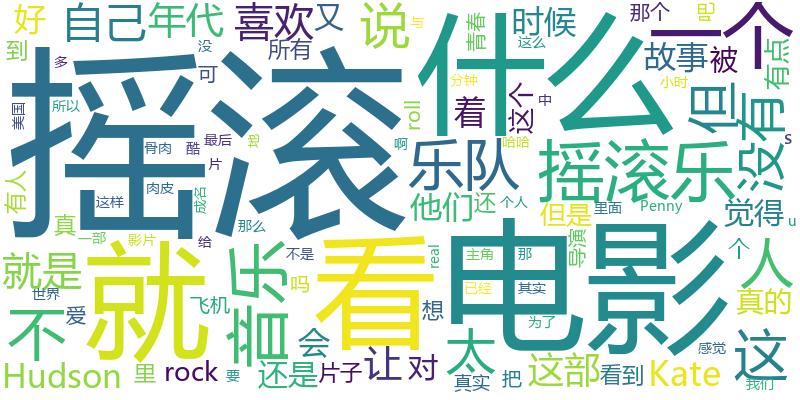 好
自己
年代
喜欢
又
说
什么
一个
时候
那个
吧
到
所有
可
没
与
青春
这么
故事
被
有点
多
美国
所以
摇滚
骨肉
酷
最后
片
地
肉皮
成名
roll
着
分钟
这个
中
小时
但
没有
s
啊
哈哈
乐队
摇滚乐
有人
这样
真
一部
影片
给
那么
他们
还
个人
但是
里面
Penny
觉得
u
个
导演
人
就是
就
音乐
不是
看
real
电影
主角
那
已经
其实
为了
真的
世界
不
爱
飞机
吗
想
会
让
对
太
感觉
这
我们
Hudson
里
rock
要
还是
片子
真实
把
这部
看到
Kate